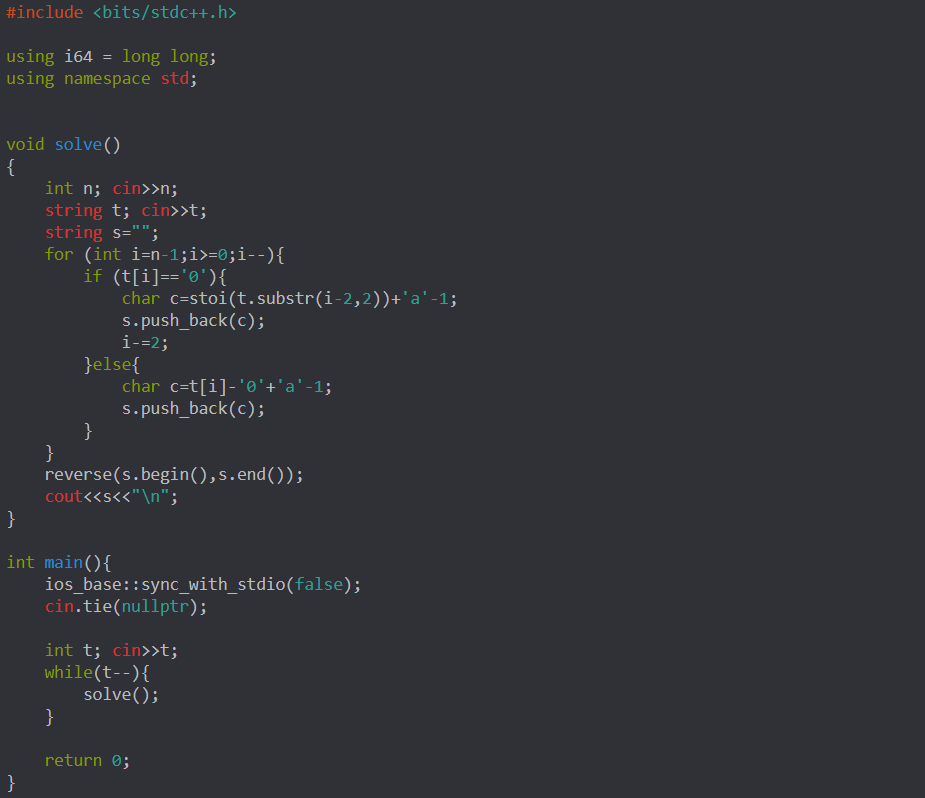 #include <bits/stdc++.h>

using i64 = long long;
using namespace std;


void solve()
{
    int n; cin>>n;
    string t; cin>>t;
    string s="";
    for (int i=n-1;i>=0;i--){
        if (t[i]=='0'){
            char c=stoi(t.substr(i-2,2))+'a'-1;
            s.push_back(c);
            i-=2;
        }else{
            char c=t[i]-'0'+'a'-1;
            s.push_back(c);
        }
    }
    reverse(s.begin(),s.end());
    cout<<s<<"\n";
}

int main(){
    ios_base::sync_with_stdio(false);
    cin.tie(nullptr);

    int t; cin>>t;
    while(t--){
        solve();
    }

    return 0;
}